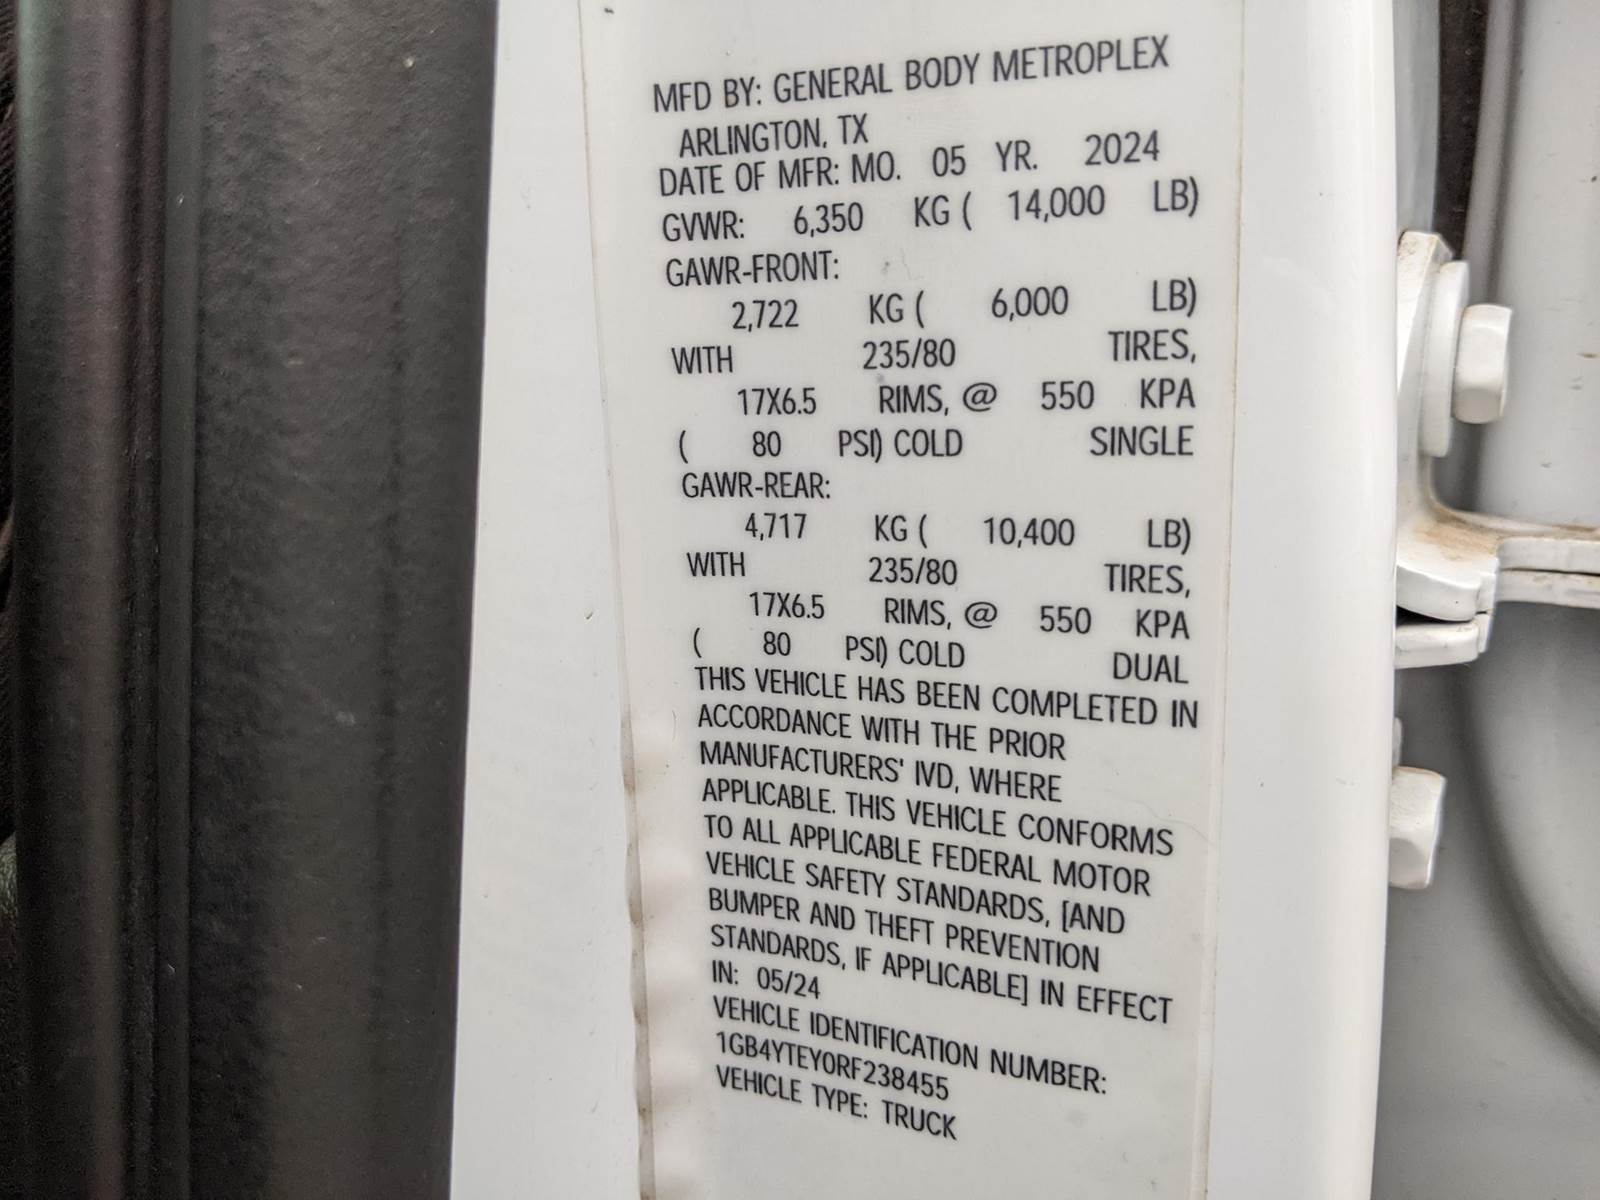 MFD BY: GENERAL BODY METROPLEX
ARLINGTON, TX
DATE OF MFR: MO. 05 YR. 2024
GVWR: 6,350 KG ( 14,000 LB)
GAWR-FRONT:
2,722 KG ( 6,000 LB)
WITH 235/80 TIRES,
17X6.5 RIMS, @ 550 KPA
( 80 PSI) COLD SINGLE
GAWR-REAR:
4,717 KG ( 10,400 LB)
WITH 235/80 TIRES,
17X6.5 RIMS, @ 550 KPA
( 80 PSI) COLD DUAL
THIS VEHICLE HAS BEEN COMPLETED IN
ACCORDANCE WITH THE PRIOR
MANUFACTURERS' IVD, WHERE
APPLICABLE. THIS VEHICLE CONFORMS
TO ALL APPLICABLE FEDERAL MOTOR
VEHICLE SAFETY STANDARDS, [AND
BUMPER AND THEFT PREVENTION
STANDARDS, IF APPLICABLE] IN EFFECT
IN: 05/24
VEHICLE IDENTIFICATION NUMBER:
1GB4YTEY0RF238455
VEHICLE TYPE: TRUCK